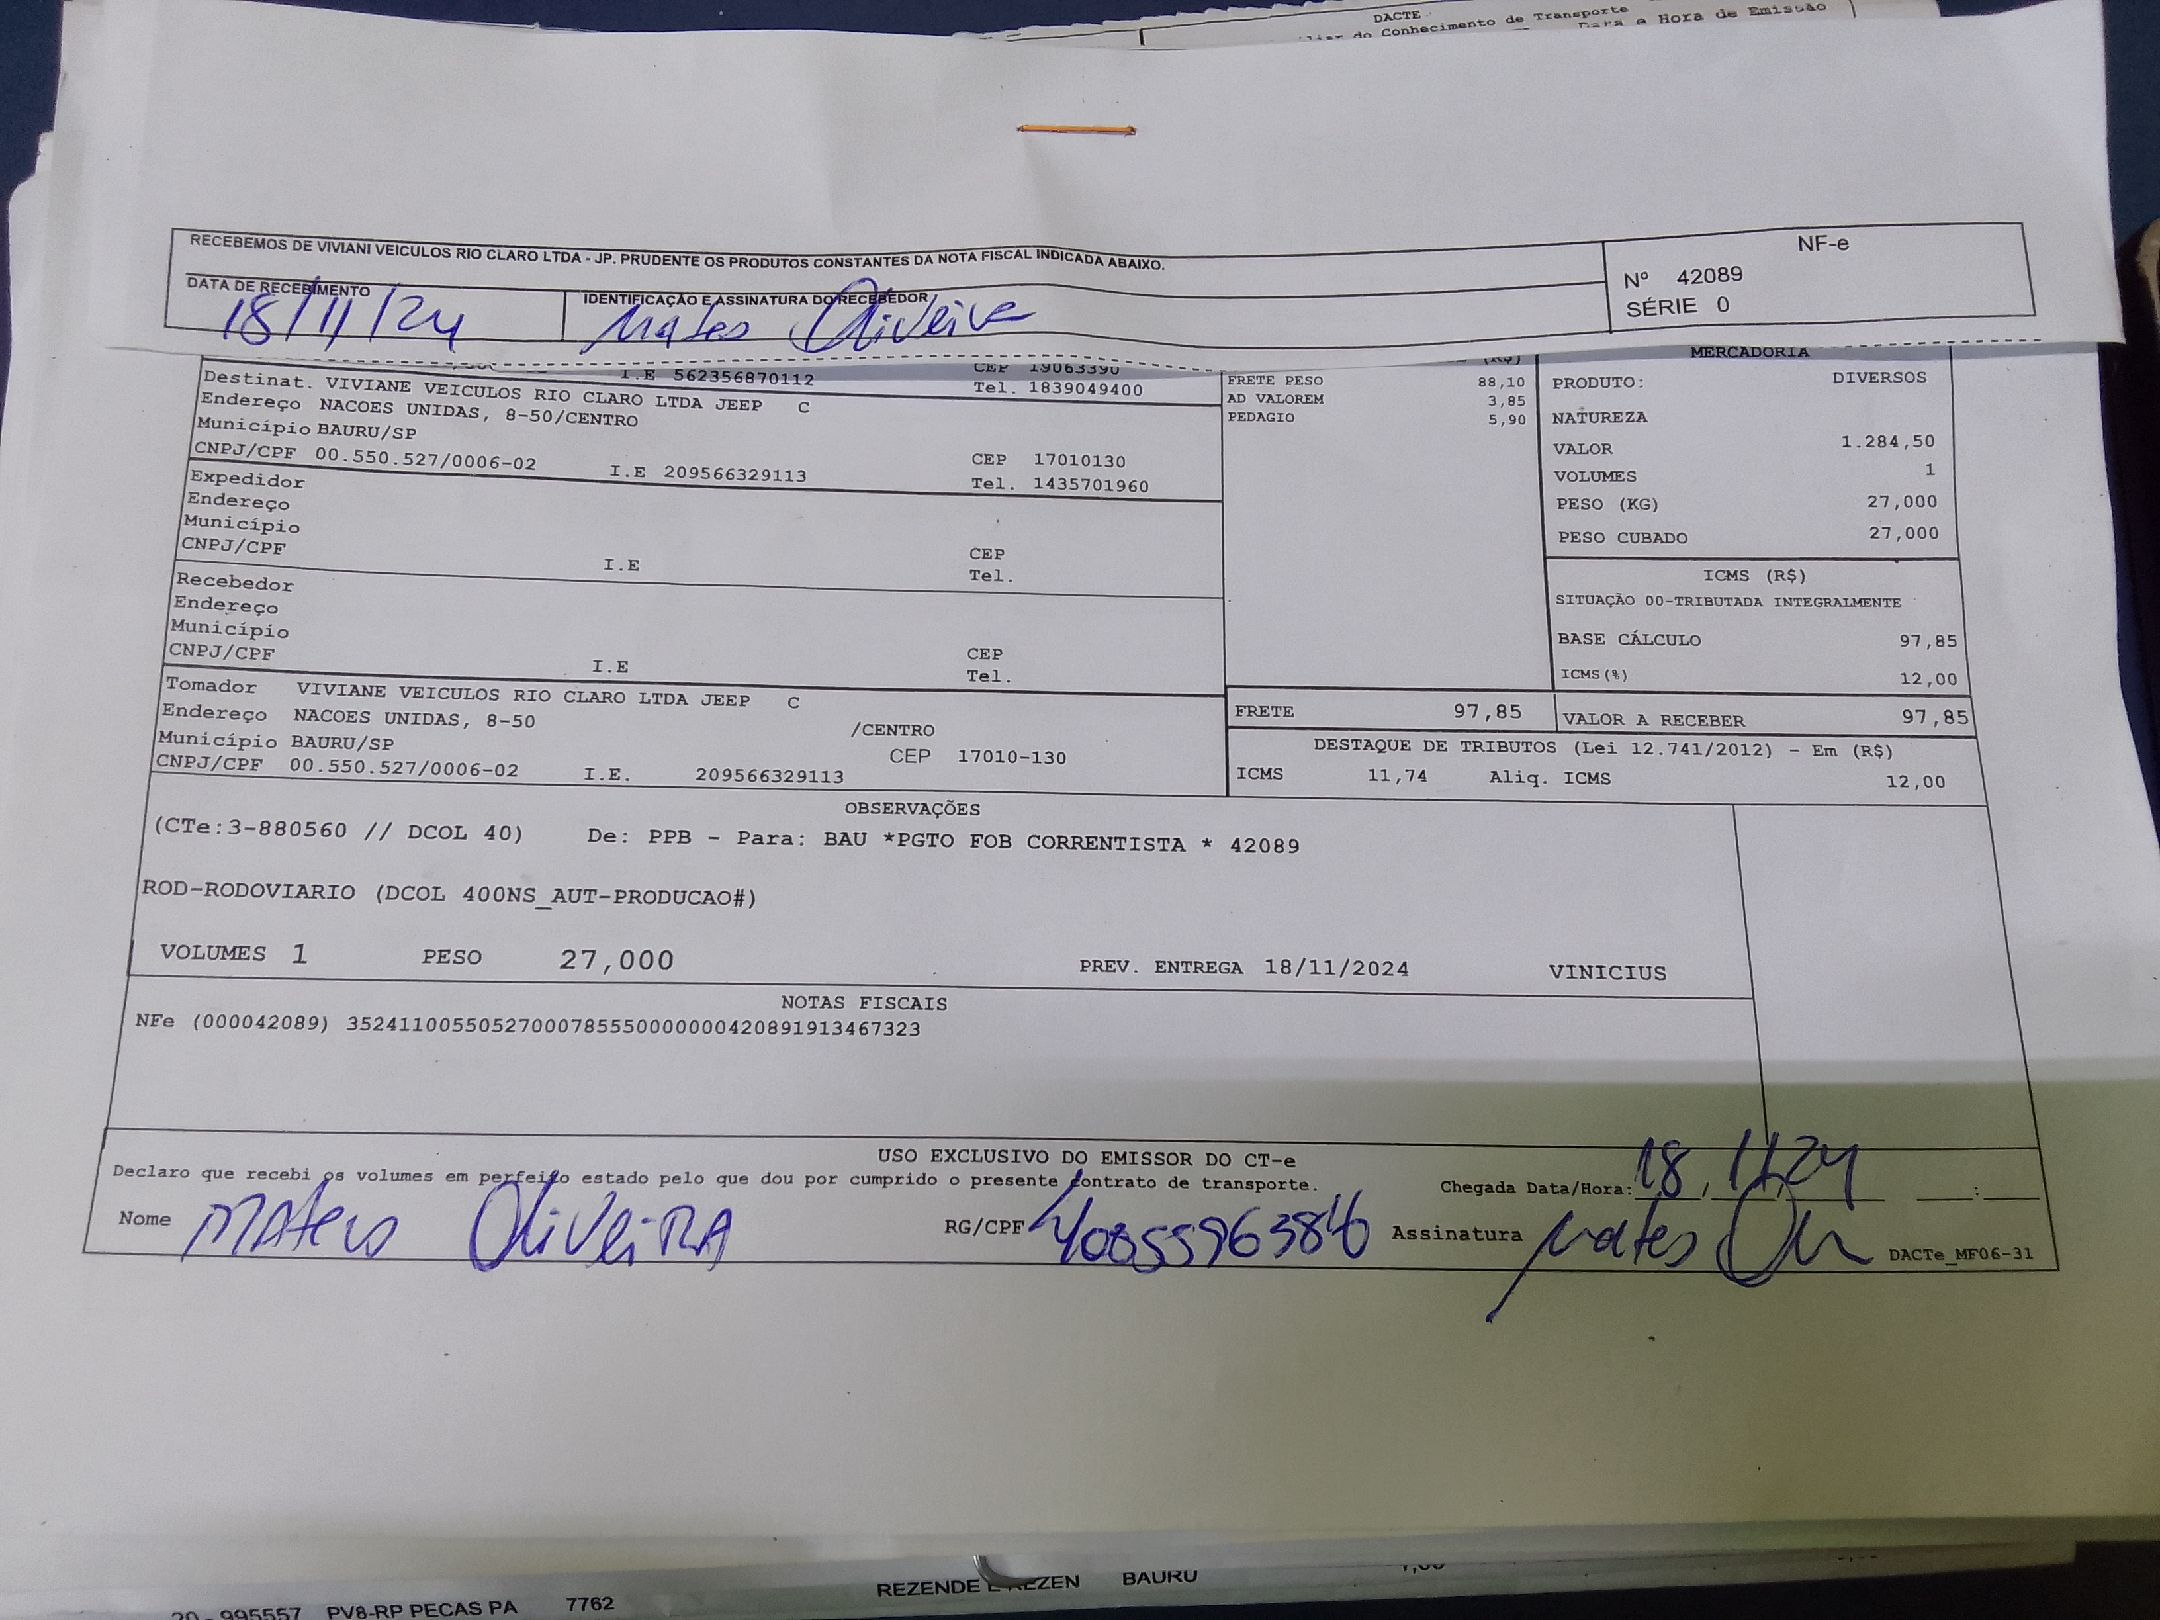 DACTE
do Conhecimento de Transporte
e Hora de Emissão
RECEBEMOS DE VIVIANI VEICULOS RIO CLARO LTDA - JP. PRUDENTE OS PRODUTOS CONSTANTES DA NOTA FISCAL INDICADA ABAIXO.
NF-e
Nº 42089
SÉRIE 0
DATA DE RECEBIMENTO
18/11/24
IDENTIFICAÇÃO E ASSINATURA DO RECEBEDOR
Mateus Oliveira
I.E 562356870112 CEP 19063390
Tel. 1839049400
Destinat. VIVIANE VEICULOS RIO CLARO LTDA JEEP C
Endereço NACOES UNIDAS, 8-50/CENTRO
Município BAURU/SP CEP 17010130
CNPJ/CPF 00.550.527/0006-02 I.E 209566329113 Tel. 1435701960
Expedidor
Endereço
Município CEP
CNPJ/CPF I.E Tel.
Recebedor
Endereço
Município CEP
CNPJ/CPF I.E Tel.
Tomador VIVIANE VEICULOS RIO CLARO LTDA JEEP C
Endereço NACOES UNIDAS, 8-50 /CENTRO
Município BAURU/SP CEP 17010-130
CNPJ/CPF 00.550.527/0006-02 I.E. 209566329113
(R$)
FRETE PESO 88,10
AD VALOREM 3,85
PEDAGIO 5,90
MERCADORIA
PRODUTO: DIVERSOS
NATUREZA
VALOR 1.284,50
VOLUMES 1
PESO (KG) 27,000
PESO CUBADO 27,000
ICMS (R$)
SITUAÇÃO 00-TRIBUTADA INTEGRALMENTE
BASE CÁLCULO 97,85
ICMS(%) 12,00
FRETE 97,85 VALOR A RECEBER 97,85
DESTAQUE DE TRIBUTOS (Lei 12.741/2012) - Em (R$)
ICMS 11,74 Aliq. ICMS 12,00
OBSERVAÇÕES
(CTe:3-880560 // DCOL 40) De: PPB - Para: BAU *PGTO FOB CORRENTISTA * 42089
ROD-RODOVIARIO (DCOL 400NS_AUT-PRODUCAO#)
VOLUMES 1 PESO 27,000 PREV. ENTREGA 18/11/2024 VINICIUS
NOTAS FISCAIS
NFe (000042089) 35241100550527000785550000000420891913467323
USO EXCLUSIVO DO EMISSOR DO CT-e
Declaro que recebi os volumes em perfeito estado pelo que dou por cumprido o presente contrato de transporte.
Chegada Data/Hora: 18/11/24 :
Nome Mateus Oliveira RG/CPF 40855963846 Assinatura Mateus DACTe_MF06-31
20 - 995557 PV8-RP PECAS PA 7762 REZENDE BAURU